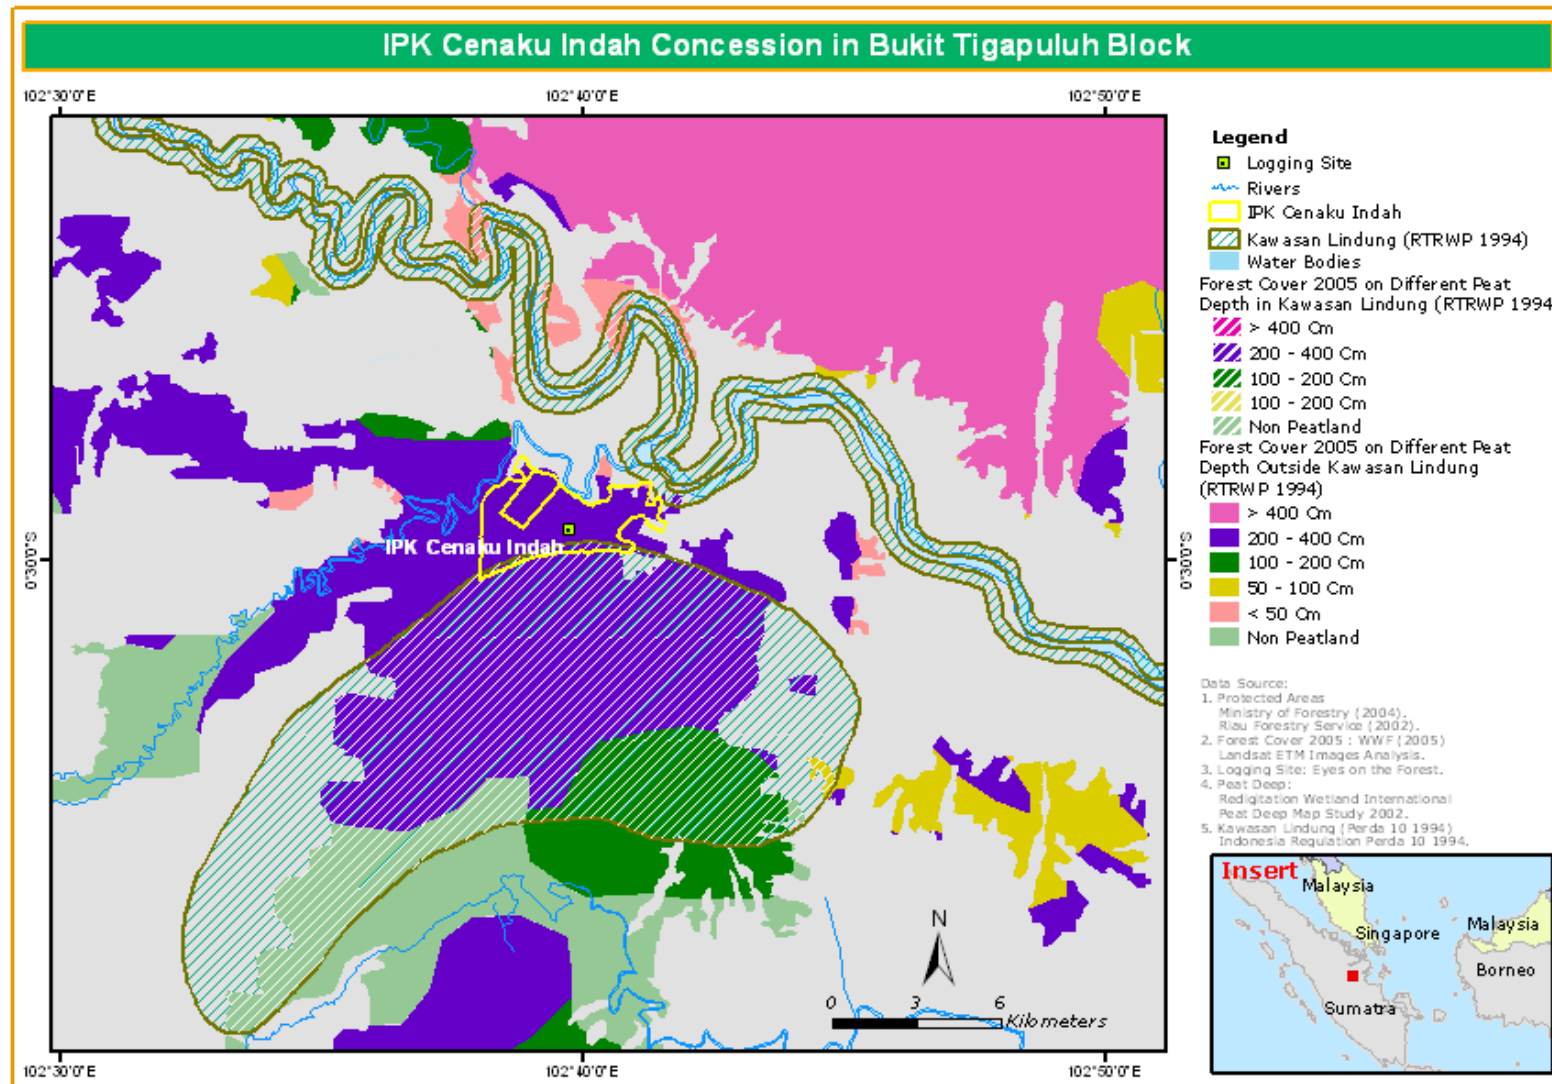 IPK Cenaku Indah Concession in Bukit Tigapuluh Block
102°30'0"E
102°40'0"E
102°50'0"E
0°30'0"S
0°30'0"S
IPK Cenaku Indah
N
0 3 6
Kilometers
102°30'0"E
102°40'0"E
102°50'0"E
Legend
Logging Site
Rivers
IPK Cenaku Indah
Kawasan Lindung (RTRWP 1994)
Water Bodies
Forest Cover 2005 on Different Peat
Depth in Kawasan Lindung (RTRWP 1994
> 400 Cm
200 - 400 Cm
100 - 200 Cm
100 - 200 Cm
Non Peatland
Forest Cover 2005 on Different Peat
Depth Outside Kawasan Lindung
(RTRWP 1994)
> 400 Cm
200 - 400 Cm
100 - 200 Cm
50 - 100 Cm
< 50 Cm
Non Peatland
Data Source:
1. Protected Areas
Ministry of Forestry (2004).
Riau Forestry Service (2002).
2. Forest Cover 2005 : WWF (2005)
Landsat ETM Images Analysis.
3. Logging Site: Eyes on the Forest.
4. Peat Deep:
Redigitation Wetland International
Peat Deep Map Study 2002.
5. Kawasan Lindung (Perda 10 1994)
Indonesia Regulation Perda 10 1994.
Insert
Malaysia
Singapore
Malaysia
Borneo
Sumatra